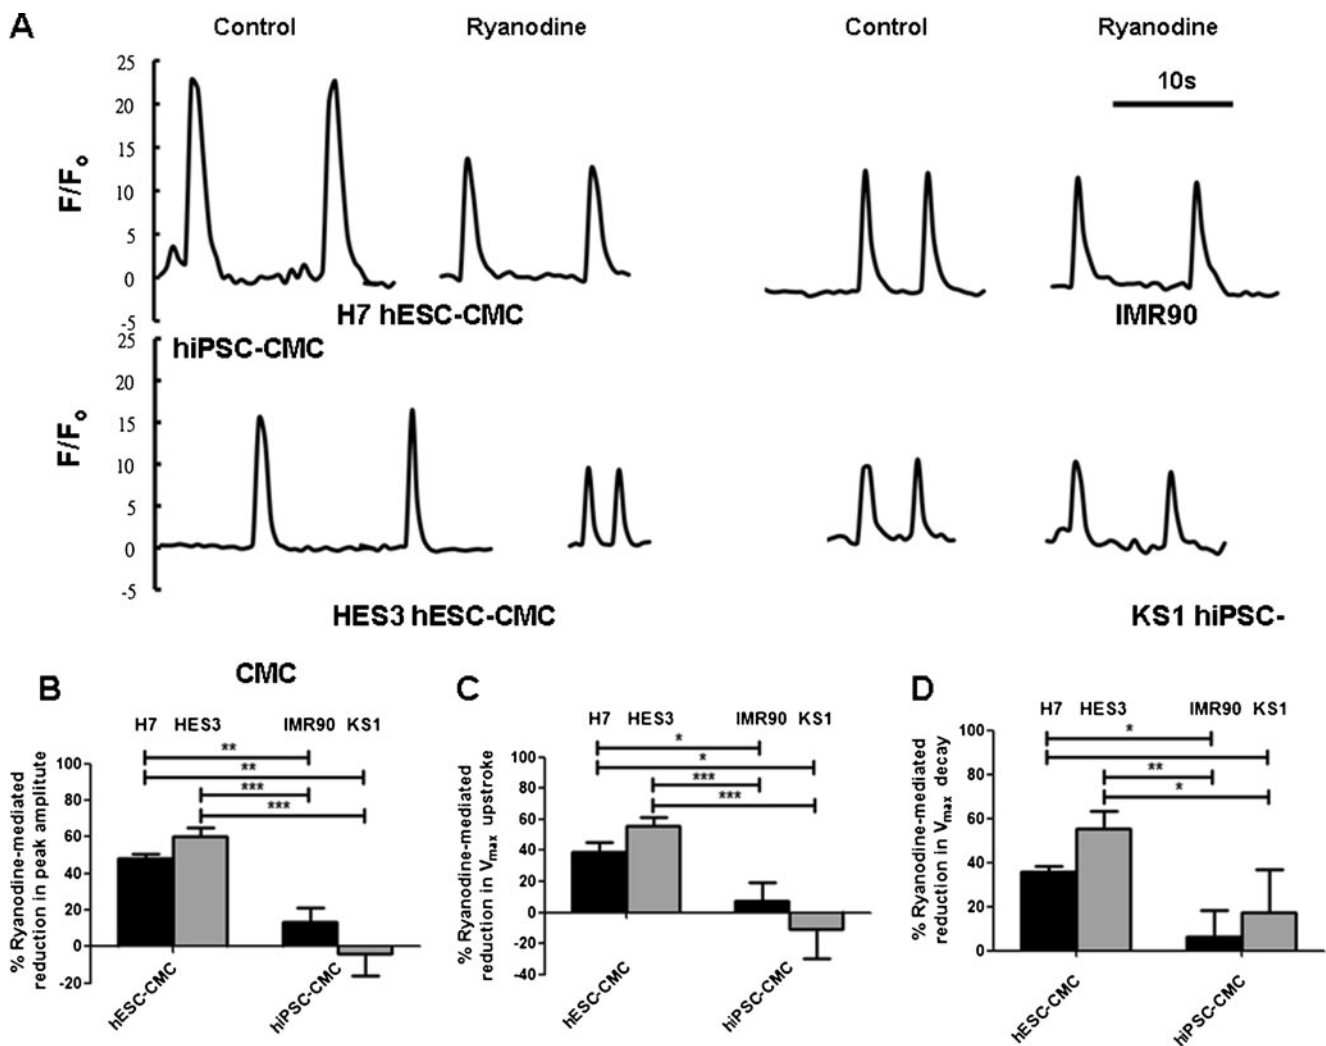 A
Control Ryanodine Control Ryanodine
10s
25
20
15
10
5
0
-5
F/Fo
H7 hESC-CMC IMR90
hiPSC-CMC
25
20
15
10
5
0
-5
F/Fo
HES3 hESC-CMC KS1 hiPSC-
CMC
B
H7 HES3 IMR90 KS1
**
**
***
***
100
80
60
40
20
0
-20
% Ryanodine-mediated
reduction in peak amplitute
hESC-CMC hiPSC-CMC
C
H7 HES3 IMR90 KS1
*
*
***
***
100
80
60
40
20
0
-20
-40
% Ryanodine-mediated
reduction in Vmax upstroke
hESC-CMC hiPSC-CMC
D
H7 HES3 IMR90 KS1
*
**
*
100
80
60
40
20
0
% Ryanodine-mediated
reduction in Vmax decay
hESC-CMC hiPSC-CMC